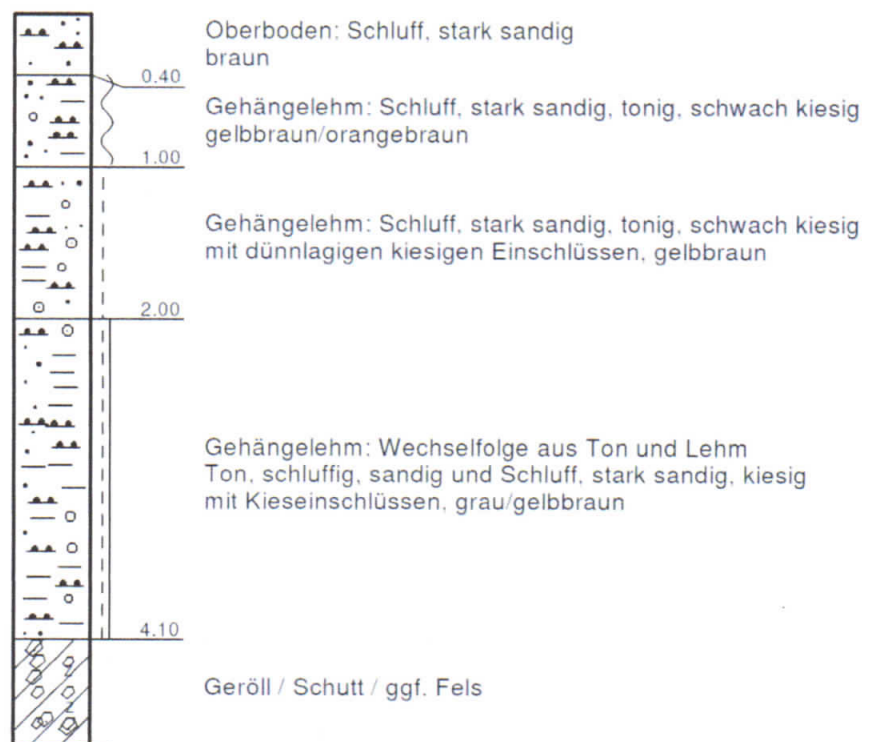 Oberboden: Schluff, stark sandig
braun
0.40
Gehängelehm: Schluff, stark sandig, tonig, schwach kiesig
gelbbraun/orangebraun
1.00
Gehängelehm: Schluff, stark sandig, tonig, schwach kiesig
mit dünnlagigen kiesigen Einschlüssen, gelbbraun
2.00
Gehängelehm: Wechselfolge aus Ton und Lehm
Ton, schluffig, sandig und Schluff, stark sandig, kiesig
mit Kieseinschlüssen, grau/gelbbraun
4.10
Z
Geröll / Schutt / ggf. Fels
Z